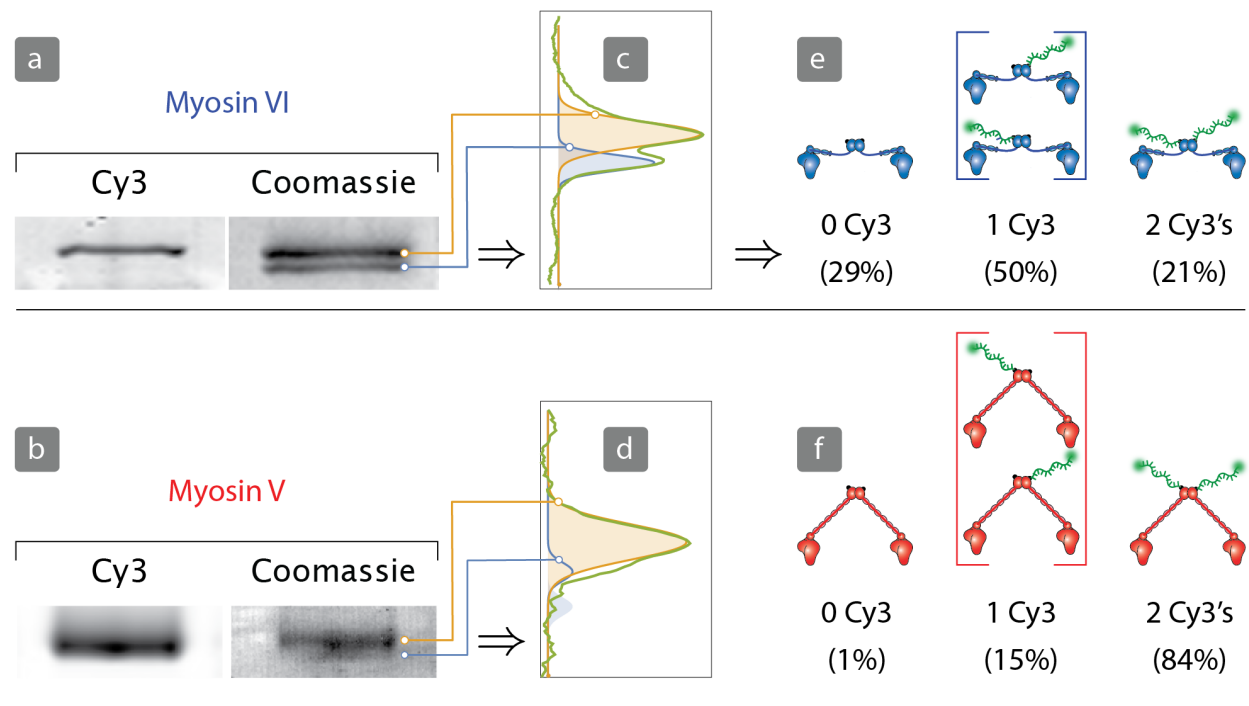 a
Myosin VI
Cy3 Coomassie
c
e
0 Cy3 1 Cy3 2 Cy3's
(29%) (50%) (21%)
b
Myosin V
Cy3 Coomassie
d
f
0 Cy3 1 Cy3 2 Cy3's
(1%) (15%) (84%)